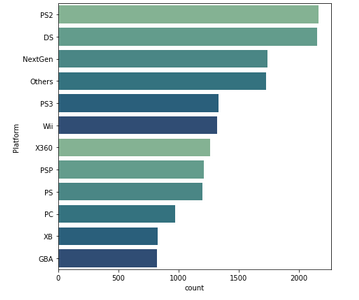 PS2
DS
NextGen
Others
PS3
Wii
X360
PSP
PS
PC
XB
GBA
Platform
0 500 1000 1500 2000
count